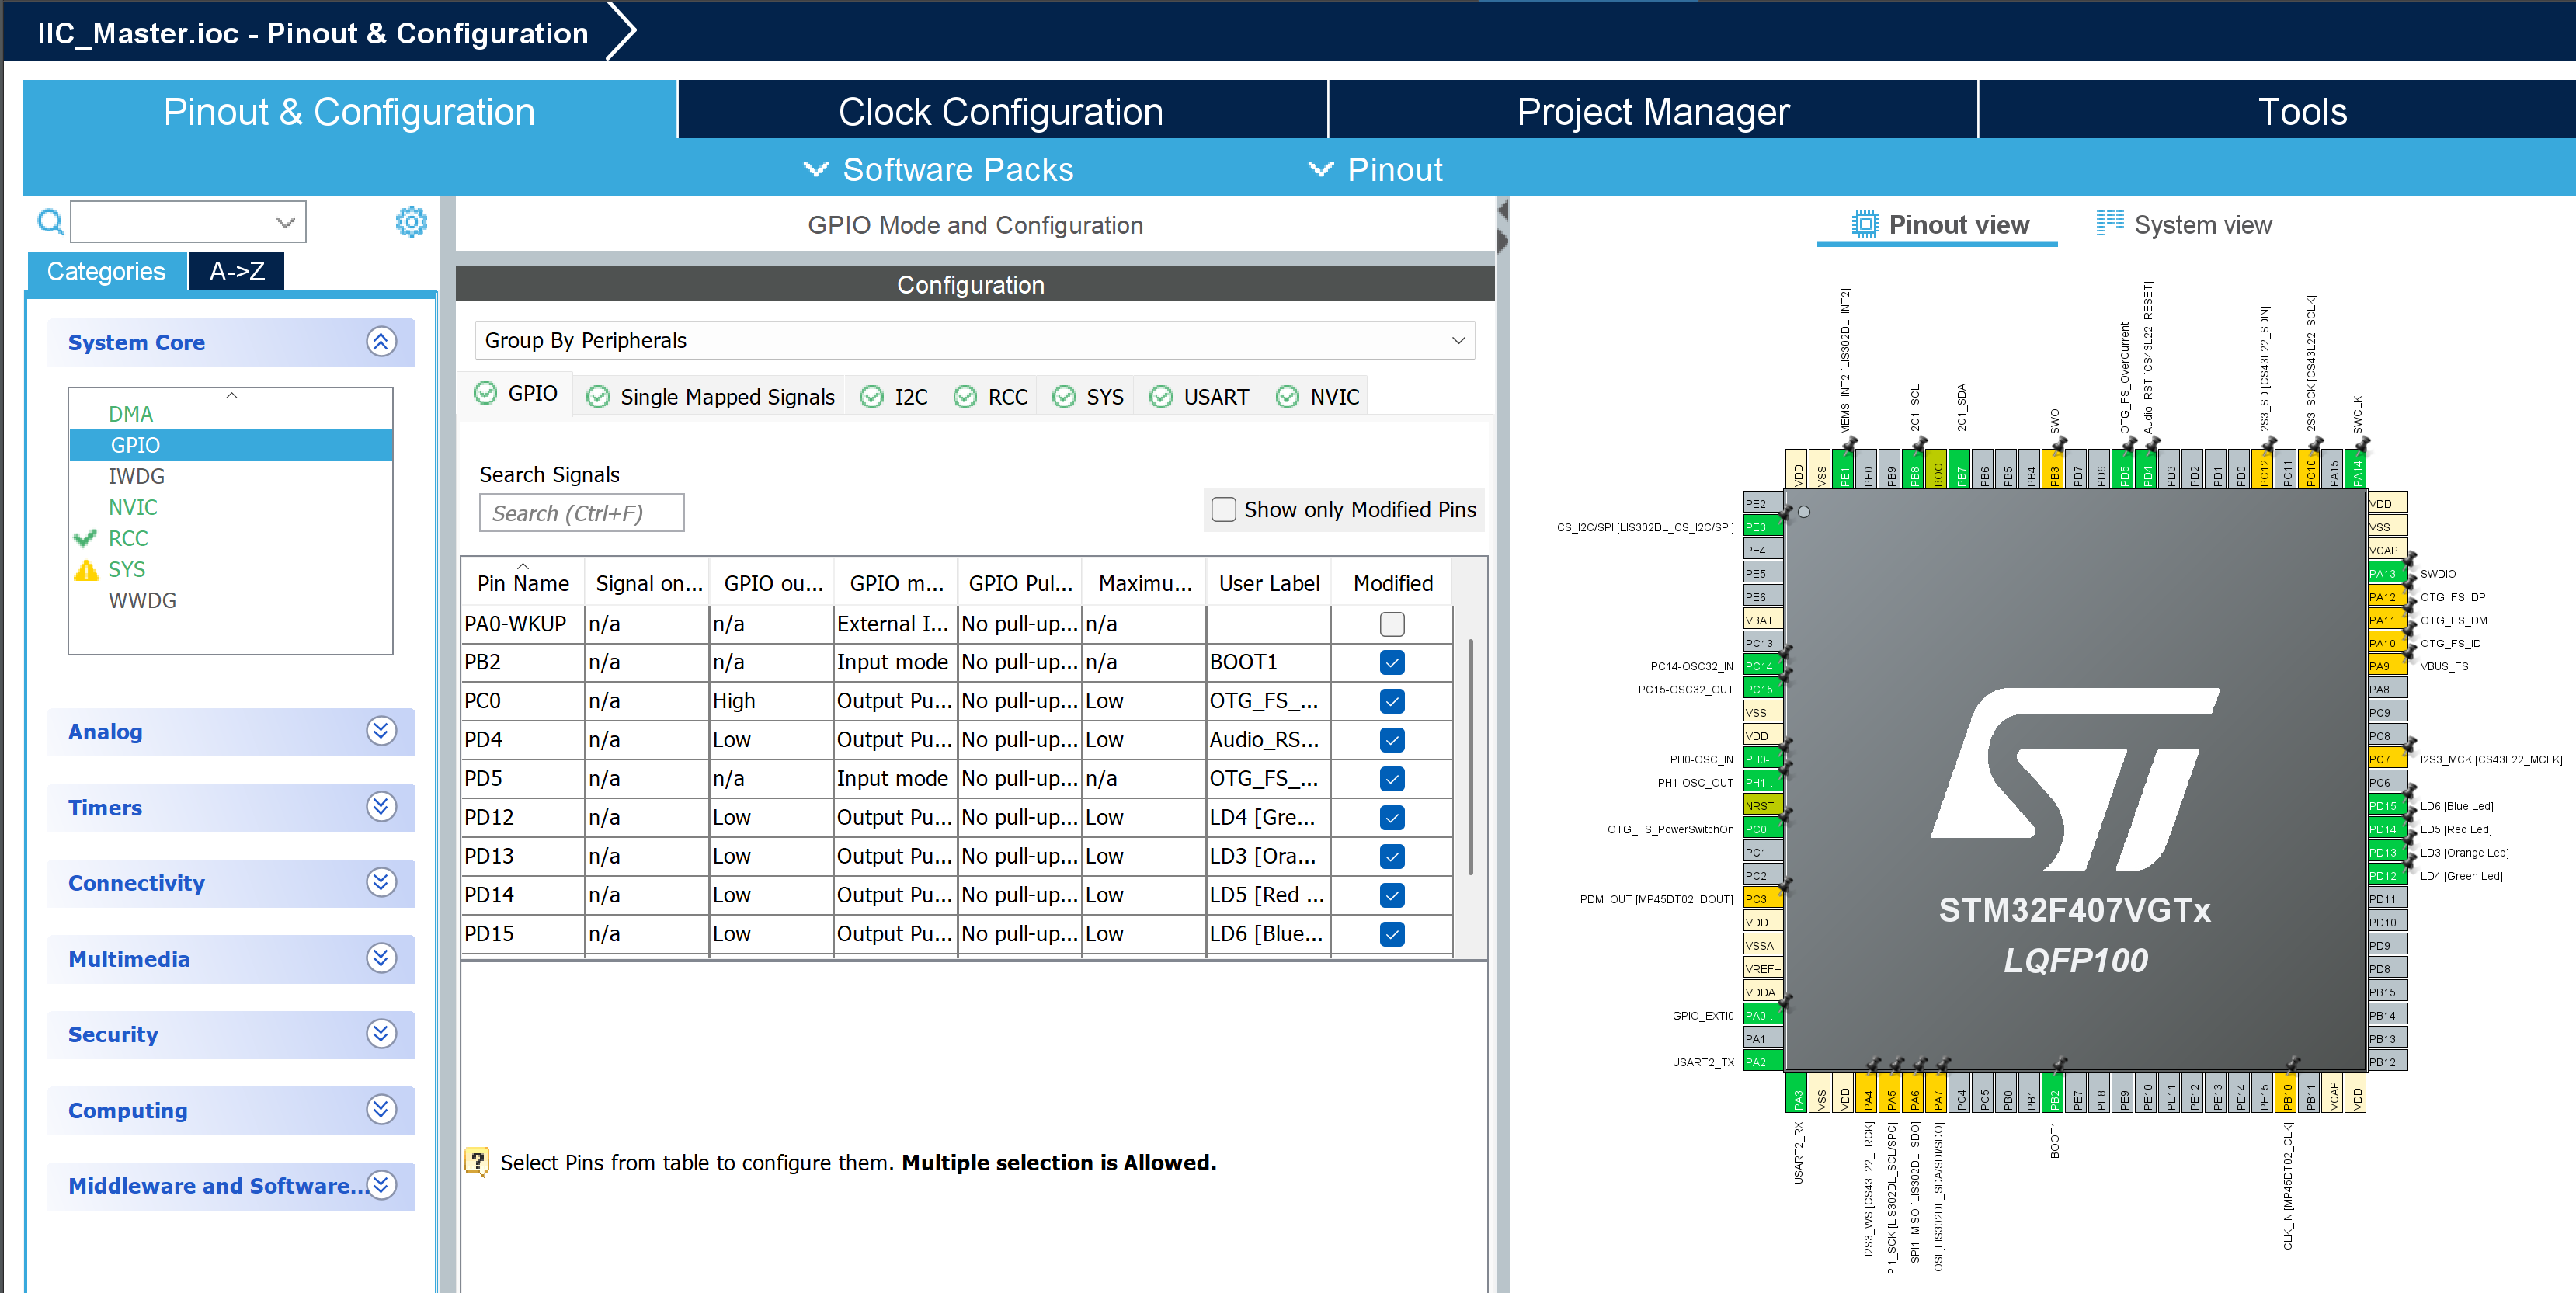 IIC_Master.ioc - Pinout & Configuration
Pinout & Configuration
Clock Configuration
Project Manager
Tools
Software Packs
Pinout
Categories
A->Z
System Core
DMA
GPIO
IWDG
NVIC
RCC
SYS
WWDG
Analog
Timers
Connectivity
Multimedia
Security
Computing
Middleware and Software...
GPIO Mode and Configuration
Configuration
Group By Peripherals
GPIO
Single Mapped Signals
I2C
RCC
SYS
USART
NVIC
Search Signals
Search (Ctrl+F)
Show only Modified Pins
Pin Name Signal on... GPIO ou... GPIO m... GPIO Pul... Maximu... User Label Modified
PA0-WKUP n/a n/a External I... No pull-up... n/a
PB2 n/a n/a Input mode No pull-up... n/a BOOT1
PC0 n/a High Output Pu... No pull-up... Low OTG_FS_...
PD4 n/a Low Output Pu... No pull-up... Low Audio_RS...
PD5 n/a n/a Input mode No pull-up... n/a OTG_FS_...
PD12 n/a Low Output Pu... No pull-up... Low LD4 [Gre...
PD13 n/a Low Output Pu... No pull-up... Low LD3 [Ora...
PD14 n/a Low Output Pu... No pull-up... Low LD5 [Red ...
PD15 n/a Low Output Pu... No pull-up... Low LD6 [Blue...
Select Pins from table to configure them. Multiple selection is Allowed.
Pinout view
System view
MEMS_INT2 [LIS302DL_INT2]
I2C1_SCL
I2C1_SDA
SWO
OTG_FS_OverCurrent
Audio_RST [CS43L22_RESET]
I2S3_SD [CS43L22_SDIN]
I2S3_SCK [CS43L22_SCLK]
SWCLK
VDD
VSS
PE1
PE0
PB9
PB8
BOO..
PB7
PB6
PB5
PB4
PB3
PD7
PD6
PD5
PD4
PD3
PD2
PD1
PD0
PC12
PC11
PC10
PA15
PA14
PE2
CS_I2C/SPI [LIS302DL_CS_I2C/SPI] PE3
PE4
PE5
PE6
VBAT
PC13..
PC14-OSC32_IN PC14..
PC15-OSC32_OUT PC15..
VSS
VDD
PH0-OSC_IN PH0-..
PH1-OSC_OUT PH1-..
NRST
OTG_FS_PowerSwitchOn PC0
PC1
PC2
PDM_OUT [MP45DT02_DOUT] PC3
VDD
VSSA
VREF+
VDDA
GPIO_EXTI0 PA0-..
PA1
USART2_TX PA2
STM32F407VGTx
LQFP100
VDD
VSS
VCAP..
PA13 SWDIO
PA12 OTG_FS_DP
PA11 OTG_FS_DM
PA10 OTG_FS_ID
PA9 VBUS_FS
PA8
PC9
PC8
PC7 I2S3_MCK [CS43L22_MCLK]
PC6
PD15 LD6 [Blue Led]
PD14 LD5 [Red Led]
PD13 LD3 [Orange Led]
PD12 LD4 [Green Led]
PD11
PD10
PD9
PD8
PB15
PB14
PB13
PB12
PA3
VSS
VDD
PA4
PA5
PA6
PA7
PC4
PC5
PB0
PB1
PB2
PE7
PE8
PE9
PE10
PE11
PE12
PE13
PE14
PE15
PB10
PB11
VCAP..
VDD
USART2_RX
I2S3_WS [CS43L22_LRCK]
PI1_SCK [LIS302DL_SCL/SPC]
SPI1_MISO [LIS302DL_SDO]
OSI [LIS302DL_SDA/SDI/SDO]
BOOT1
CLK_IN [MP45DT02_CLK]